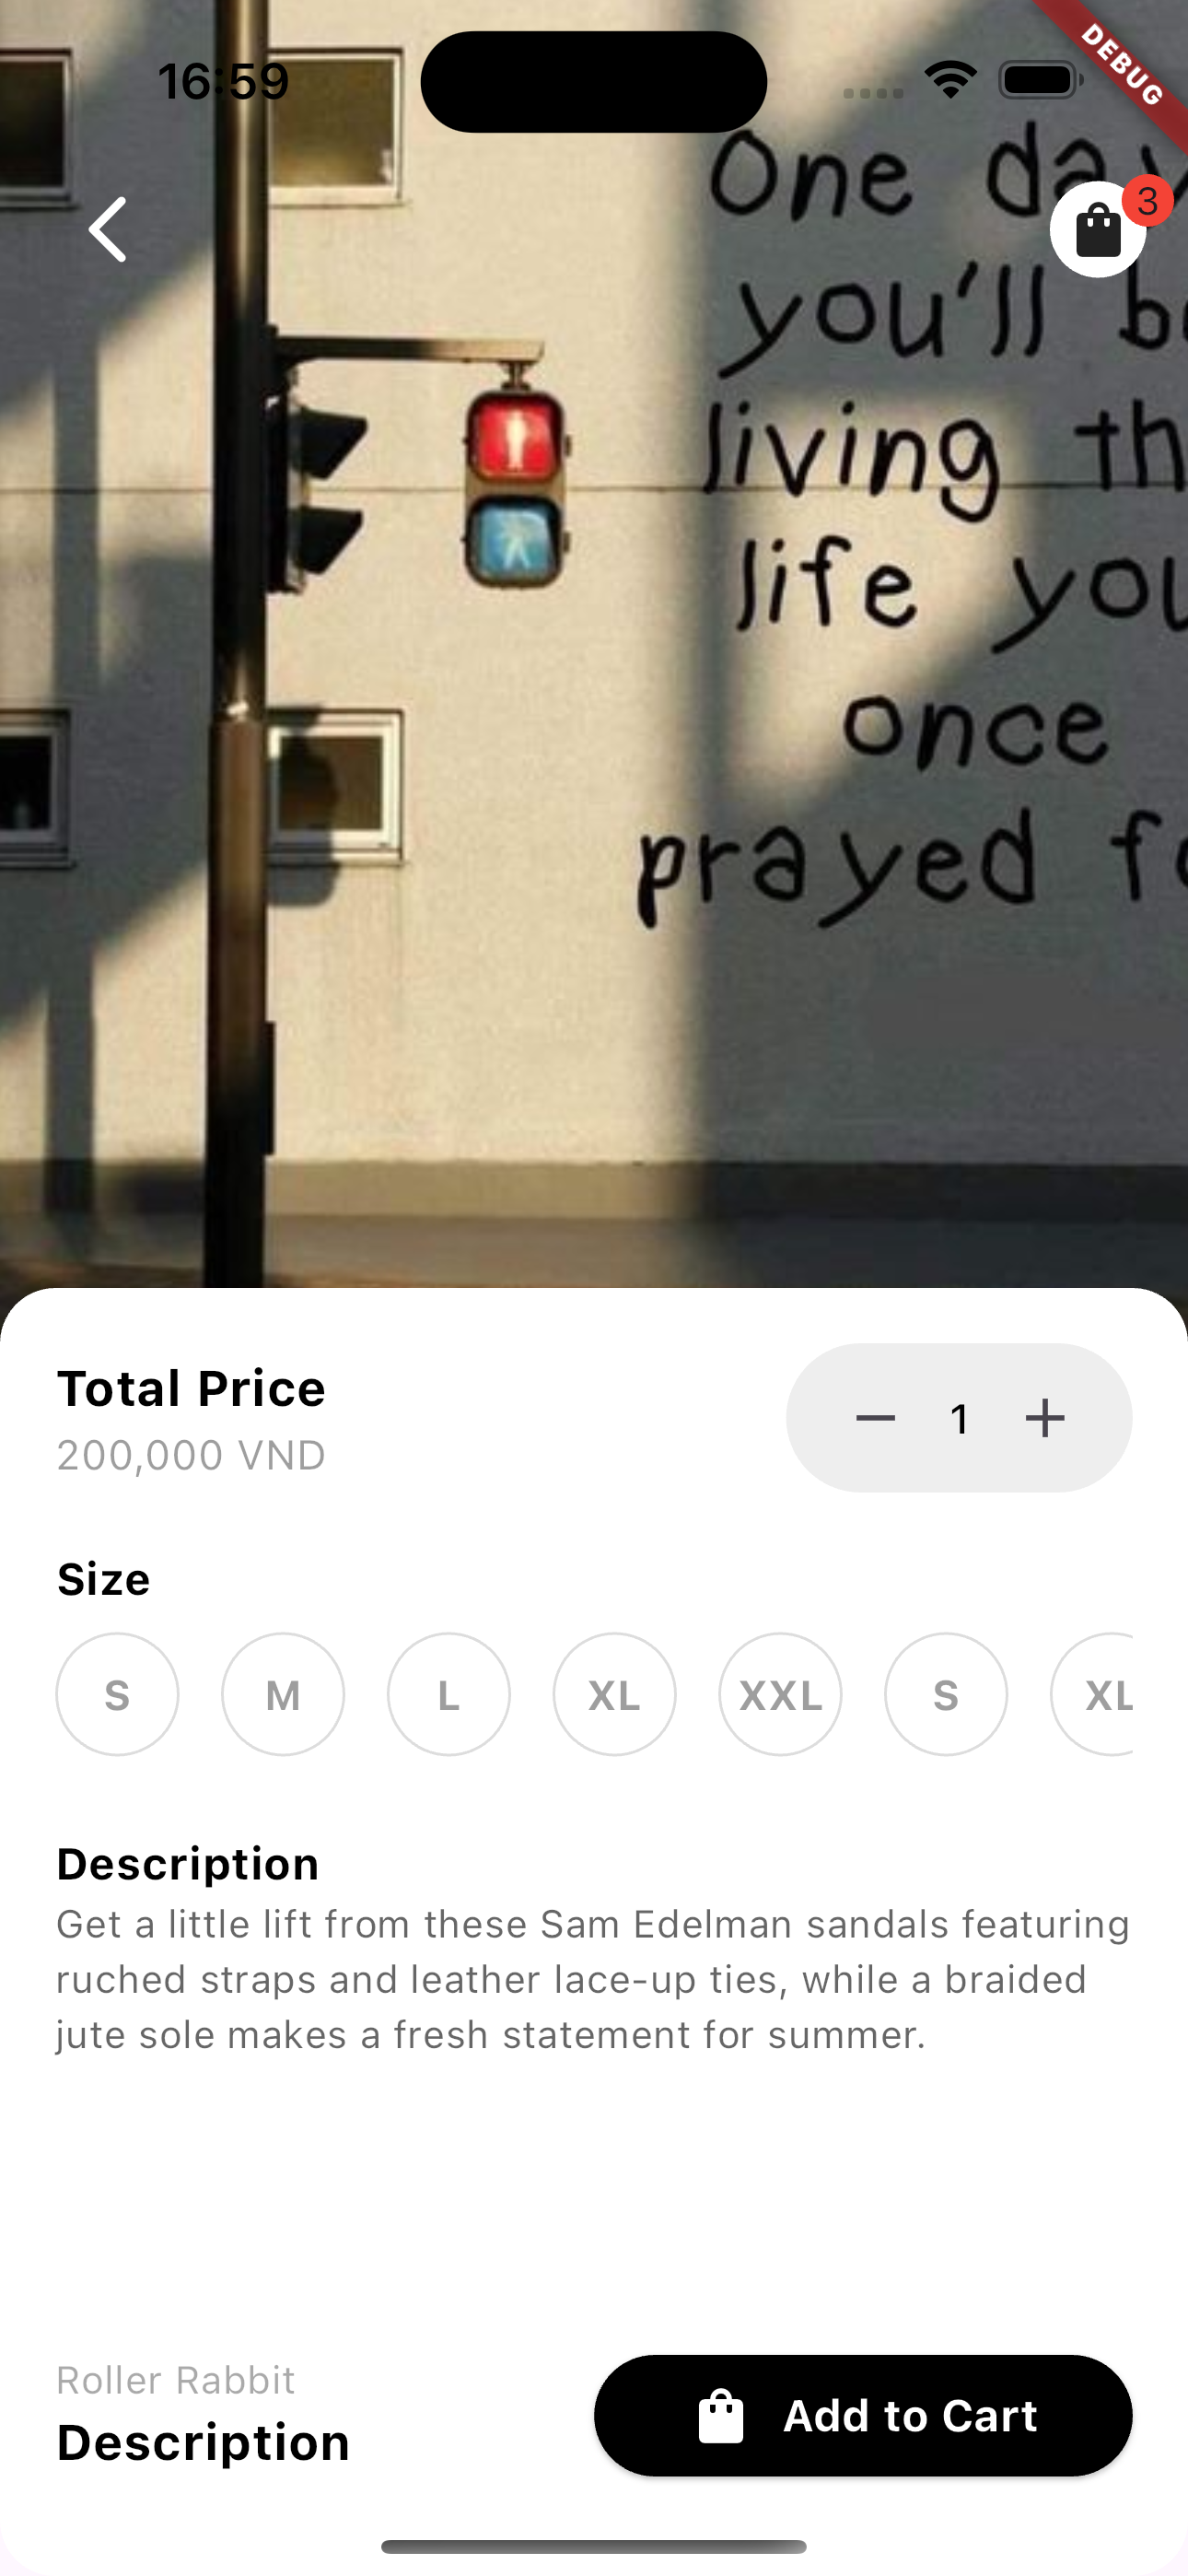 16:59
DEBUG
One day
3
you'll b
living th
life you
once
prayed fo
Total Price
200,000 VND
1
Size
S M L XL XXL S XL
Description
Get a little lift from these Sam Edelman sandals featuring
ruched straps and leather lace-up ties, while a braided
jute sole makes a fresh statement for summer.
Roller Rabbit
Description
Add to Cart